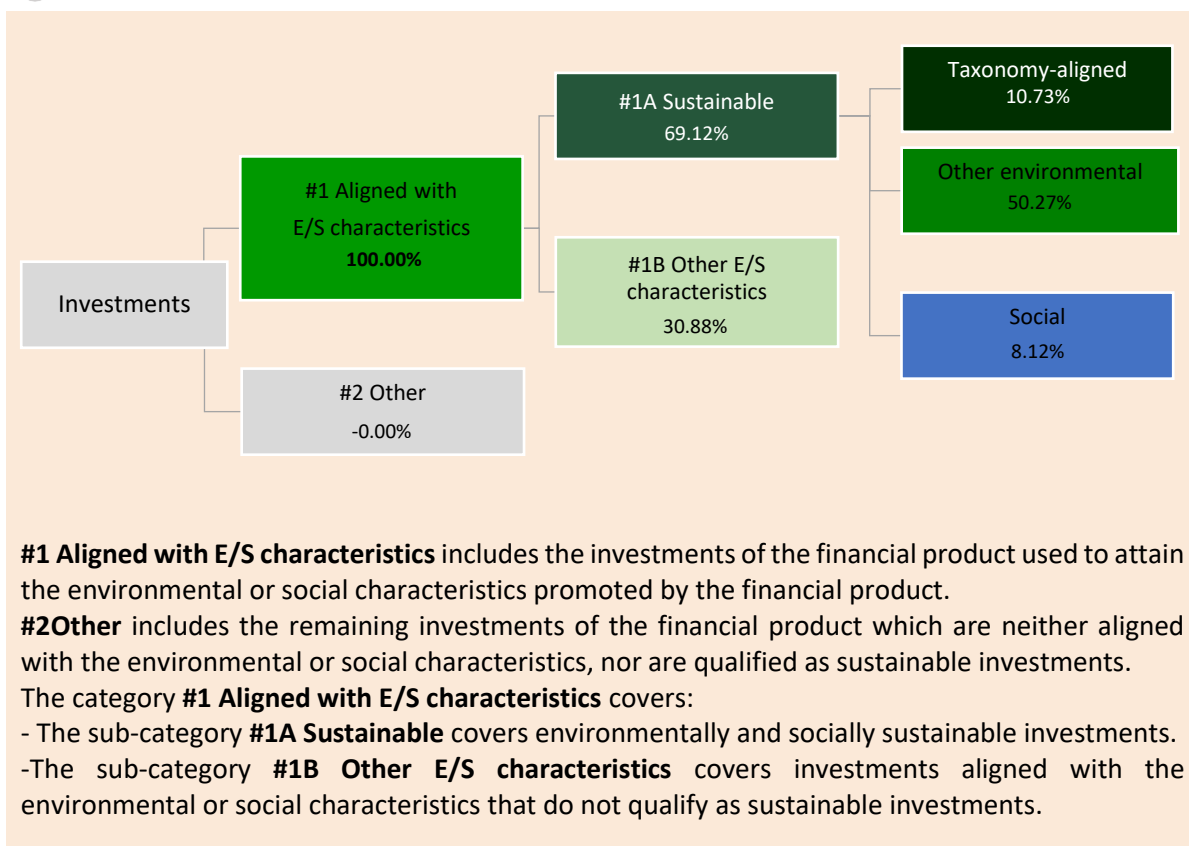 Investments
#1 Aligned with
E/S characteristics
100.00%
#2 Other
-0.00%
#1A Sustainable
69.12%
#1B Other E/S
characteristics
30.88%
Taxonomy-aligned
10.73%
Other environmental
50.27%
Social
8.12%
#1 Aligned with E/S characteristics includes the investments of the financial product used to attain
the environmental or social characteristics promoted by the financial product.
#2Other includes the remaining investments of the financial product which are neither aligned
with the environmental or social characteristics, nor are qualified as sustainable investments.
The category #1 Aligned with E/S characteristics covers:
- The sub-category #1A Sustainable covers environmentally and socially sustainable investments.
-The sub-category #1B Other E/S characteristics covers investments aligned with the
environmental or social characteristics that do not qualify as sustainable investments.